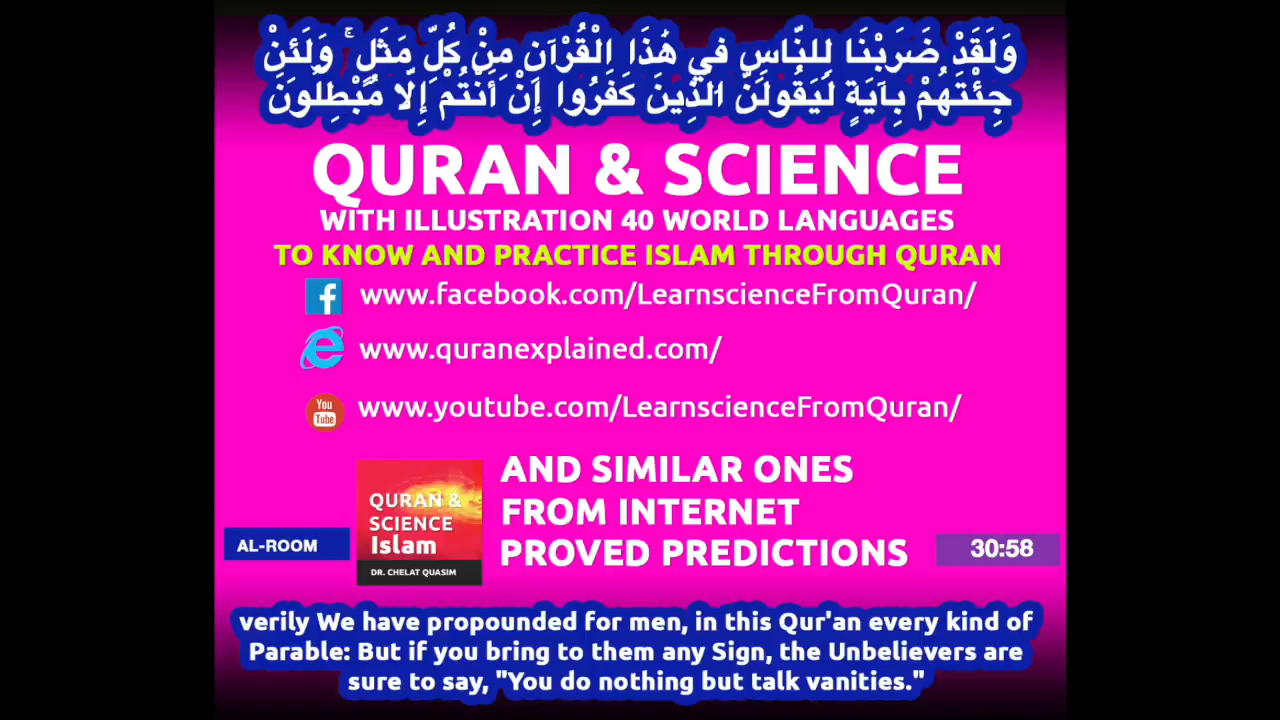 وَلَقَدْ ضَرَبْنَا لِلنَّاسِ فِي هَٰذَا الْقُرْآنِ مِنْ كُلِّ مَثَلٍ ۚ وَلَئِنْ
جِئْتَهُمْ بِآيَةٍ لَيَقُولَنَّ الَّذِينَ كَفَرُوا إِنْ أَنْتُمْ إِلَّا مُبْطِلُونَ
QURAN & SCIENCE
WITH ILLUSTRATION 40 WORLD LANGUAGES
TO KNOW AND PRACTICE ISLAM THROUGH QURAN
f www.facebook.com/LearnscienceFromQuran/
www.quranexplained.com/
You
Tube
www.youtube.com/LearnscienceFromQuran/
AND SIMILAR ONES
FROM INTERNET
PROVED PREDICTIONS
QURAN &
SCIENCE
Islam
DR. CHELAT QUASIM
AL-ROOM
30:58
verily We have propounded for men, in this Qur'an every kind of
Parable: But if you bring to them any Sign, the Unbelievers are
sure to say, "You do nothing but talk vanities."